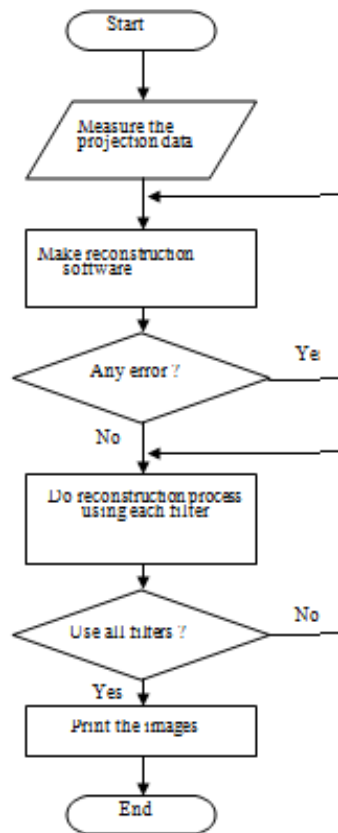 Start
Measure the
projection data
Make reconstruction
software
Any error ?
Yes
No
Do reconstruction process
using each filter
Use all filters ?
No
Yes
Print the images
End